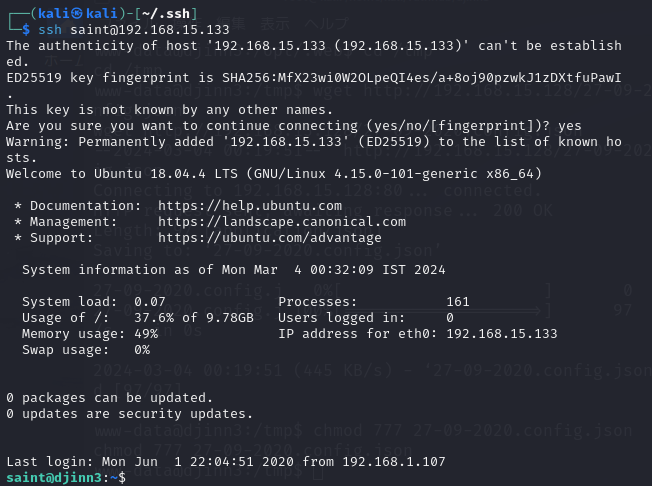 ┌──(kali㉿kali)-[~/.ssh]
└─$ ssh saint@192.168.15.133
The authenticity of host '192.168.15.133 (192.168.15.133)' can't be establish
ed.
ED25519 key fingerprint is SHA256:MfX23wi0W2OLpeQI4es/a+8oj90pzwkJ1zDXtfuPawI
.
This key is not known by any other names.
Are you sure you want to continue connecting (yes/no/[fingerprint])? yes
Warning: Permanently added '192.168.15.133' (ED25519) to the list of known ho
sts.
Welcome to Ubuntu 18.04.4 LTS (GNU/Linux 4.15.0-101-generic x86_64)
 * Documentation:  https://help.ubuntu.com
 * Management:     https://landscape.canonical.com
 * Support:        https://ubuntu.com/advantage
  System information as of Mon Mar  4 00:32:09 IST 2024
  System load:  0.07              Processes:           161
  Usage of /:   37.6% of 9.78GB   Users logged in:     0
  Memory usage: 49%               IP address for eth0: 192.168.15.133
  Swap usage:   0%
0 packages can be updated.
0 updates are security updates.
Last login: Mon Jun  1 22:04:51 2020 from 192.168.1.107
saint@djinn3:~$